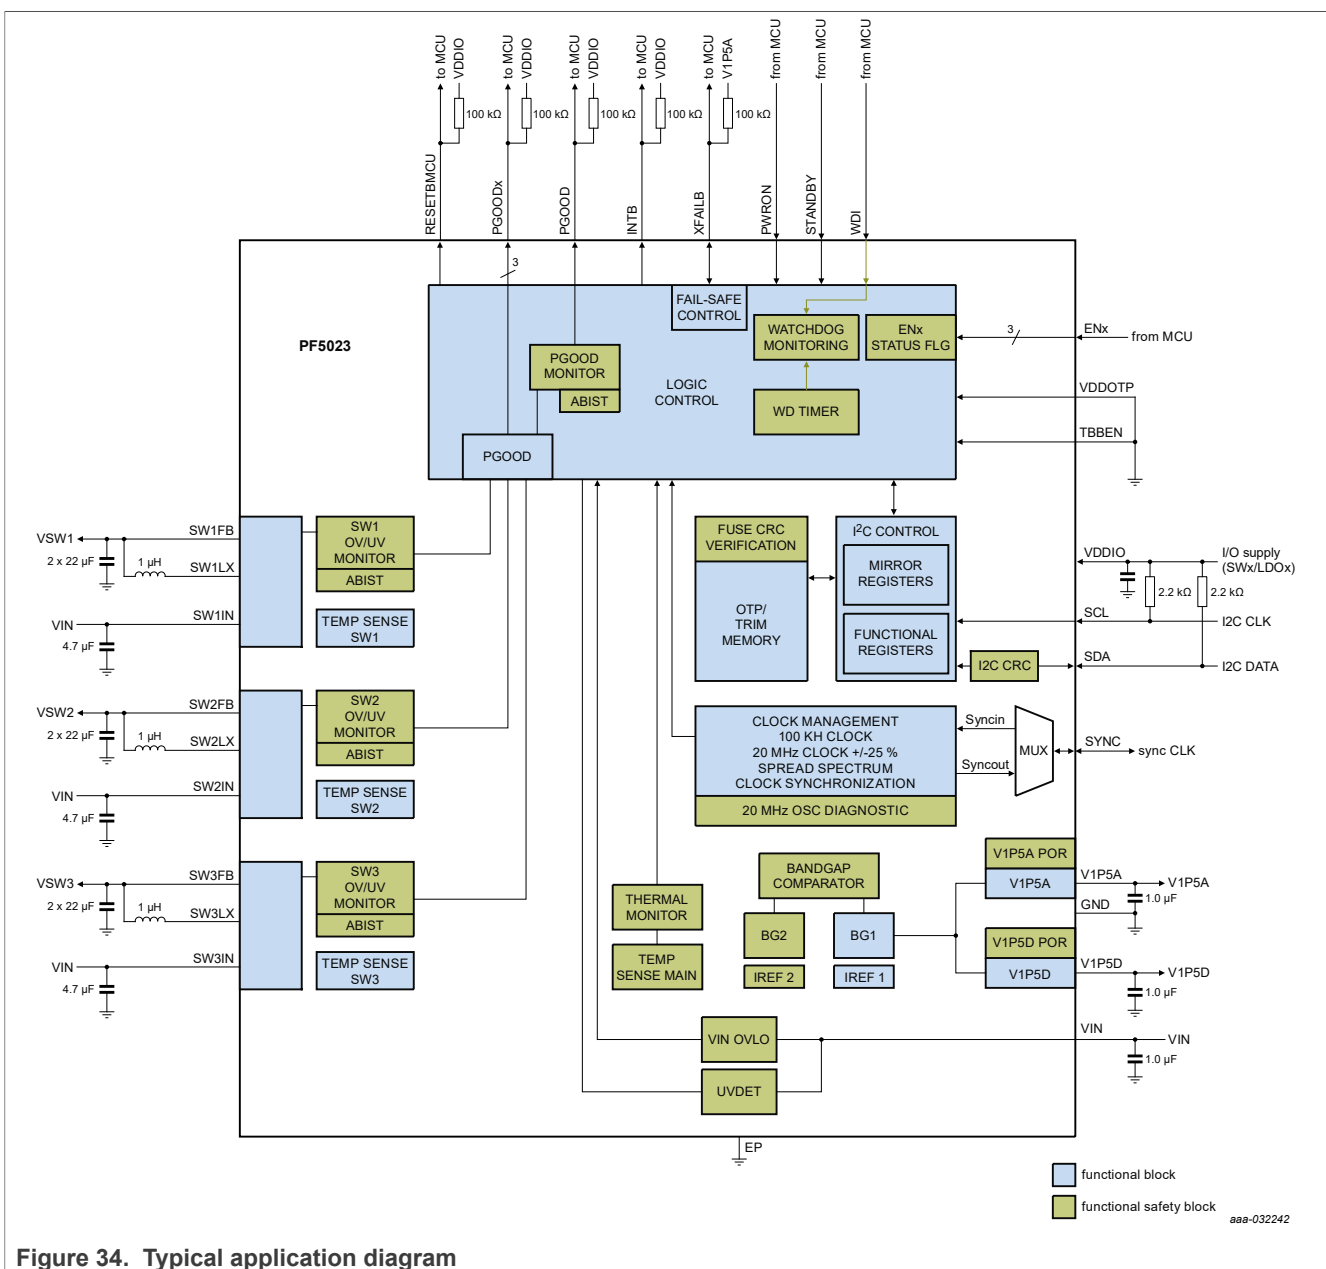 to MCU
VDDIO
to MCU
VDDIO
to MCU
VDDIO
to MCU
VDDIO
to MCU
V1P5A
from MCU
from MCU
from MCU
100 kΩ
100 kΩ
100 kΩ
100 kΩ
100 kΩ
RESETBMCU
PGOODx
PGOOD
INTB
XFAILB
PWRON
STANDBY
WDI
3
PF5023
FAIL-SAFE
CONTROL
WATCHDOG
MONITORING
ENx
STATUS FLG
PGOOD
MONITOR
ABIST
LOGIC
CONTROL
WD TIMER
PGOOD
3
ENx
from MCU
VDDOTP
TBBEN
VSW1
2 x 22 µF
1 µH
SW1FB
SW1LX
SW1IN
VIN
4.7 µF
SW1
OV/UV
MONITOR
ABIST
TEMP SENSE
SW1
FUSE CRC
VERIFICATION
OTP/
TRIM
MEMORY
I2C CONTROL
MIRROR
REGISTERS
FUNCTIONAL
REGISTERS
I2C CRC
VDDIO
I/O supply
(SWx/LDOx)
2.2 kΩ
2.2 kΩ
SCL
I2C CLK
SDA
I2C DATA
VSW2
2 x 22 µF
1 µH
SW2FB
SW2LX
SW2IN
VIN
4.7 µF
SW2
OV/UV
MONITOR
ABIST
TEMP SENSE
SW2
CLOCK MANAGEMENT
100 KH CLOCK
20 MHz CLOCK +/-25 %
SPREAD SPECTRUM
CLOCK SYNCHRONIZATION
20 MHz OSC DIAGNOSTIC
Syncin
Syncout
MUX
SYNC
sync CLK
VSW3
2 x 22 µF
1 µH
SW3FB
SW3LX
SW3IN
VIN
4.7 µF
SW3
OV/UV
MONITOR
ABIST
TEMP SENSE
SW3
THERMAL
MONITOR
TEMP
SENSE MAIN
BANDGAP
COMPARATOR
BG2
BG1
IREF 2
IREF 1
V1P5A POR
V1P5A
V1P5D POR
V1P5D
V1P5A
V1P5A
1.0 µF
GND
V1P5D
V1P5D
1.0 µF
VIN OVLO
UVDET
VIN
VIN
1.0 µF
EP
functional block
functional safety block
aaa-032242
Figure 34. Typical application diagram